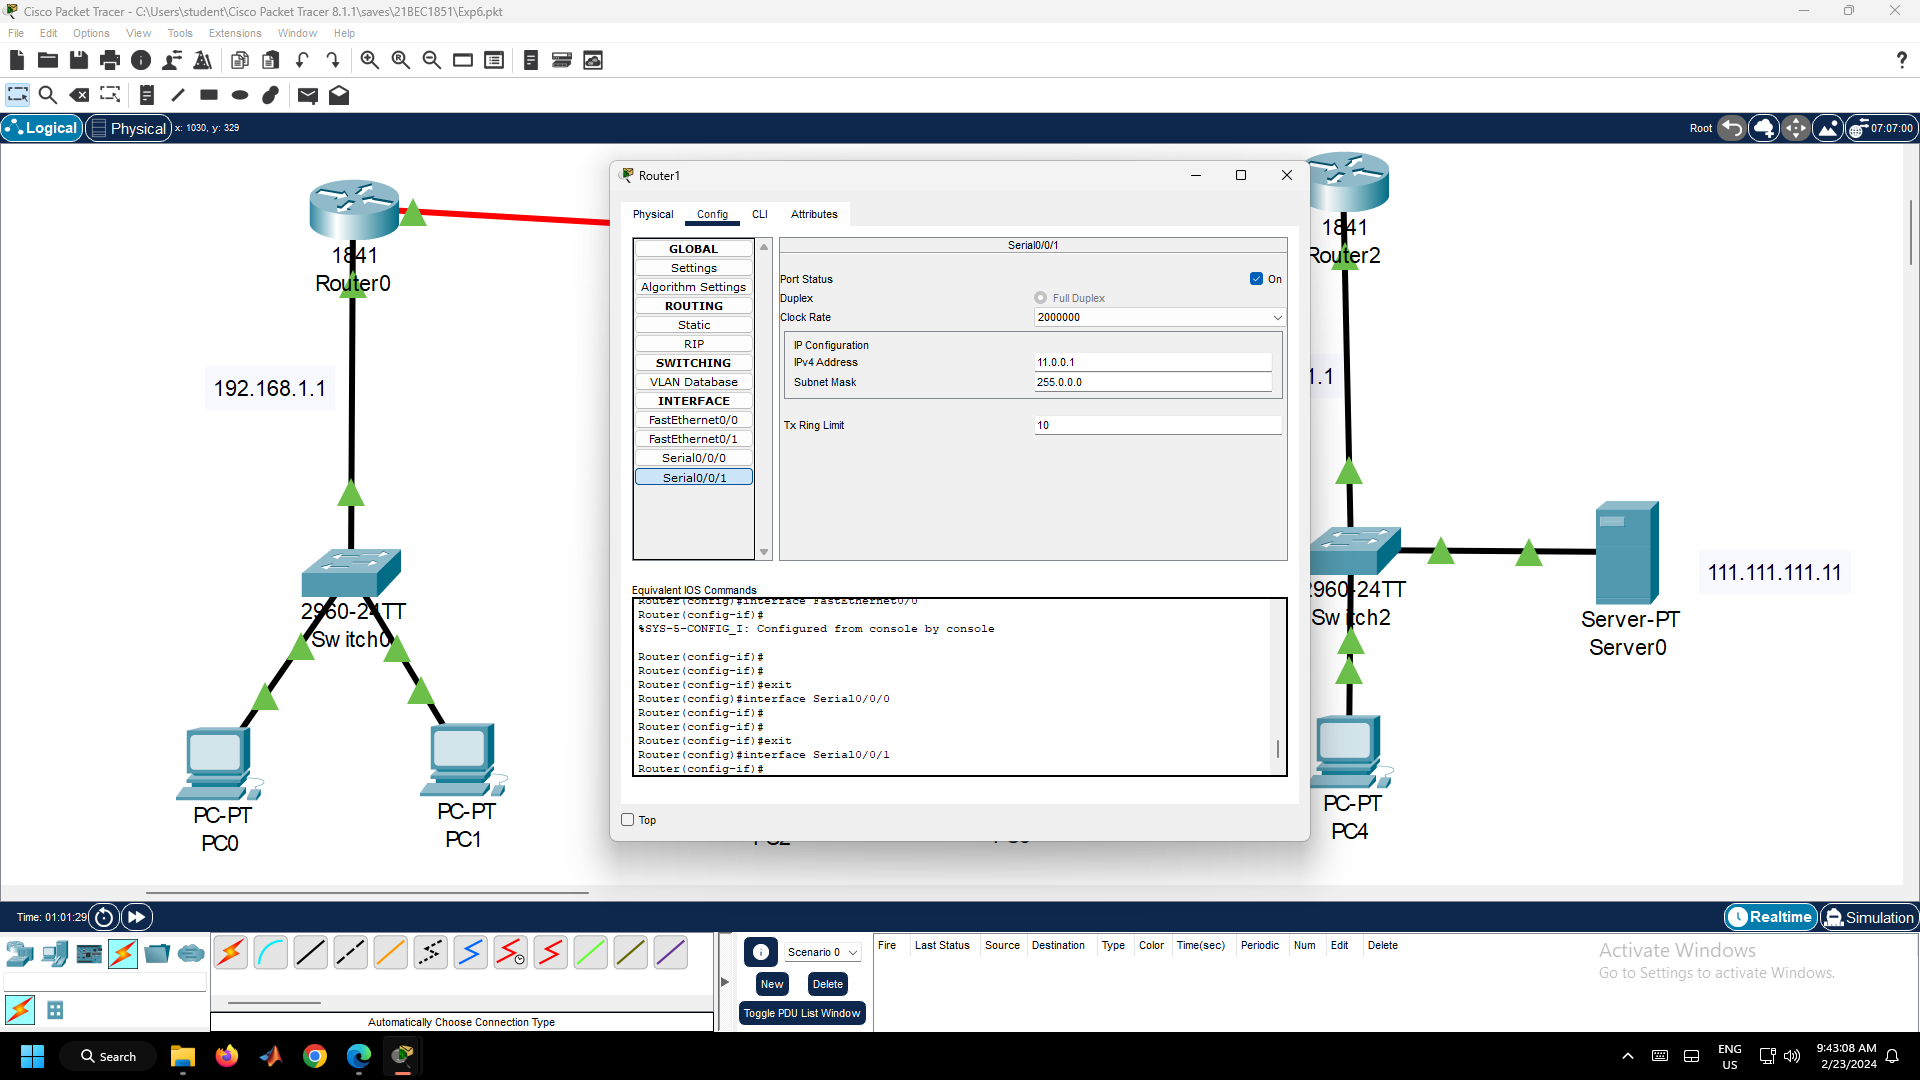 Cisco Packet Tracer - C:\Users\student\Cisco Packet Tracer 8.1.1\saves\21BEC1851\Exp6.pkt
File Edit Options View Tools Extensions Window Help
Logical Physical x: 1030, y: 329 Root 07:07:00
Router1
Physical Config CLI Attributes
GLOBAL
Settings
Algorithm Settings
ROUTING
Static
RIP
SWITCHING
VLAN Database
INTERFACE
FastEthernet0/0
FastEthernet0/1
Serial0/0/0
Serial0/0/1
Serial0/0/1
Port Status On
Duplex Full Duplex
Clock Rate 2000000
IP Configuration
IPv4 Address 11.0.0.1
Subnet Mask 255.0.0.0
Tx Ring Limit 10
Equivalent IOS Commands
Router(config)#interface FastEthernet0/0
Router(config-if)#
%SYS-5-CONFIG_I: Configured from console by console
Router(config-if)#
Router(config-if)#
Router(config-if)#exit
Router(config)#interface Serial0/0/0
Router(config-if)#
Router(config-if)#
Router(config-if)#exit
Router(config)#interface Serial0/0/1
Router(config-if)#
Top
1841
Router0
192.168.1.1
2960-24TT
Switch0
PC-PT
PC0
PC-PT
PC1
1841
Router2
1.1
2960-24TT
Switch2
Server-PT
Server0
111.111.111.11
PC-PT
PC4
Time: 01:01:29 Realtime Simulation
Scenario 0
New Delete
Toggle PDU List Window
Fire Last Status Source Destination Type Color Time(sec) Periodic Num Edit Delete
Automatically Choose Connection Type
Activate Windows
Go to Settings to activate Windows.
Search
ENG
US
9:43:08 AM
2/23/2024